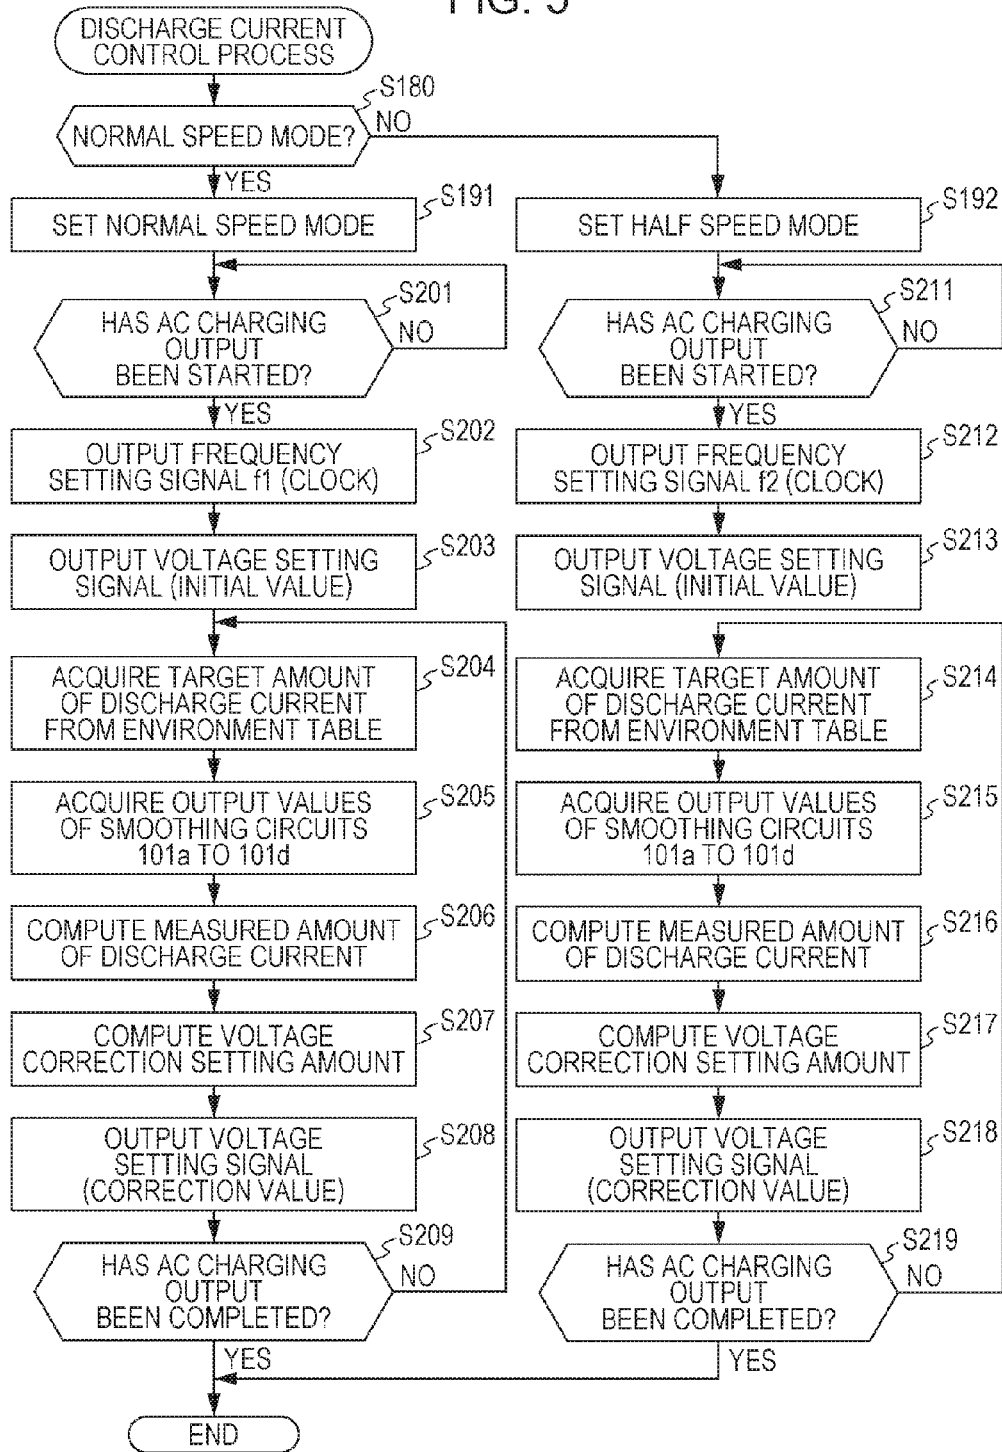 FIG. 5
DISCHARGE CURRENT
CONTROL PROCESS
S180
NORMAL SPEED MODE?
NO
YES
S191
SET NORMAL SPEED MODE
S201
HAS AC CHARGING
OUTPUT
BEEN STARTED?
NO
YES
S202
OUTPUT FREQUENCY
SETTING SIGNAL f1 (CLOCK)
S203
OUTPUT VOLTAGE SETTING
SIGNAL (INITIAL VALUE)
S204
ACQUIRE TARGET AMOUNT
OF DISCHARGE CURRENT
FROM ENVIRONMENT TABLE
S205
ACQUIRE OUTPUT VALUES
OF SMOOTHING CIRCUITS
101a TO 101d
S206
COMPUTE MEASURED AMOUNT
OF DISCHARGE CURRENT
S207
COMPUTE VOLTAGE
CORRECTION SETTING AMOUNT
S208
OUTPUT VOLTAGE
SETTING SIGNAL
(CORRECTION VALUE)
S209
HAS AC CHARGING
OUTPUT
BEEN COMPLETED?
NO
YES
S192
SET HALF SPEED MODE
S211
HAS AC CHARGING
OUTPUT
BEEN STARTED?
NO
YES
S212
OUTPUT FREQUENCY
SETTING SIGNAL f2 (CLOCK)
S213
OUTPUT VOLTAGE SETTING
SIGNAL (INITIAL VALUE)
S214
ACQUIRE TARGET AMOUNT
OF DISCHARGE CURRENT
FROM ENVIRONMENT TABLE
S215
ACQUIRE OUTPUT VALUES
OF SMOOTHING CIRCUITS
101a TO 101d
S216
COMPUTE MEASURED AMOUNT
OF DISCHARGE CURRENT
S217
COMPUTE VOLTAGE
CORRECTION SETTING AMOUNT
S218
OUTPUT VOLTAGE
SETTING SIGNAL
(CORRECTION VALUE)
S219
HAS AC CHARGING
OUTPUT
BEEN COMPLETED?
NO
YES
END